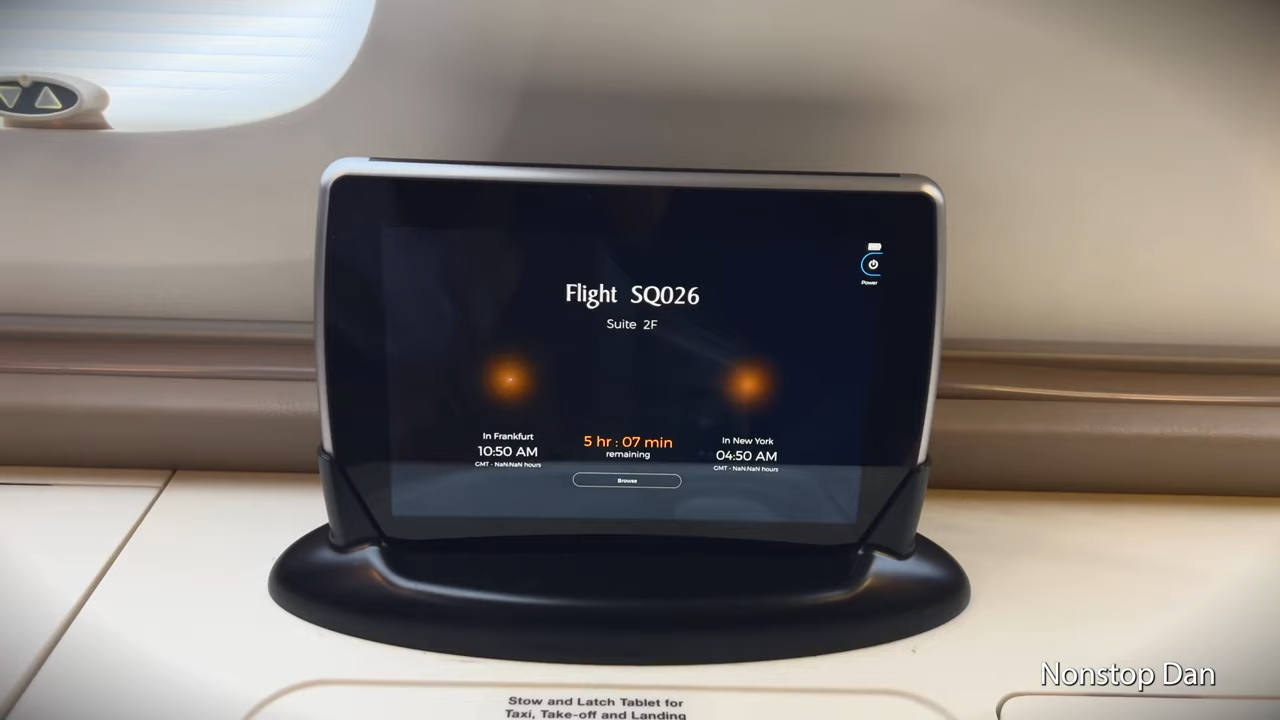 Power
Flight SQ026
Suite 2F
In Frankfurt
10:50 AM
GMT - NaN:NaN hours
5 hr : 07 min
remaining
Browse
In New York
04:50 AM
GMT - NaN:NaN hours
Stow and Latch Tablet for
Taxi, Take-off and Landing
Nonstop Dan